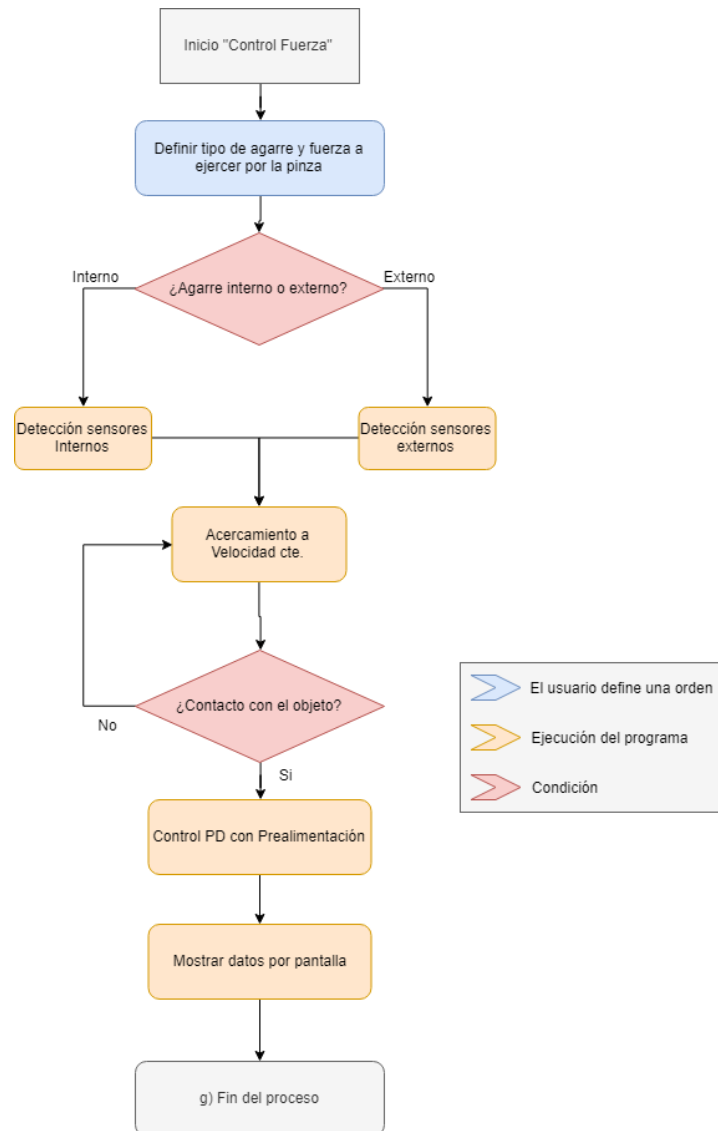 Inicio "Control Fuerza"
Definir tipo de agarre y fuerza a
ejercer por la pinza
Interno
Externo
¿Agarre interno o externo?
Detección sensores
Internos
Detección sensores
externos
Acercamiento a
Velocidad cte.
¿Contacto con el objeto?
No
Si
Control PD con Prealimentación
Mostrar datos por pantalla
g) Fin del proceso
El usuario define una orden
Ejecución del programa
Condición